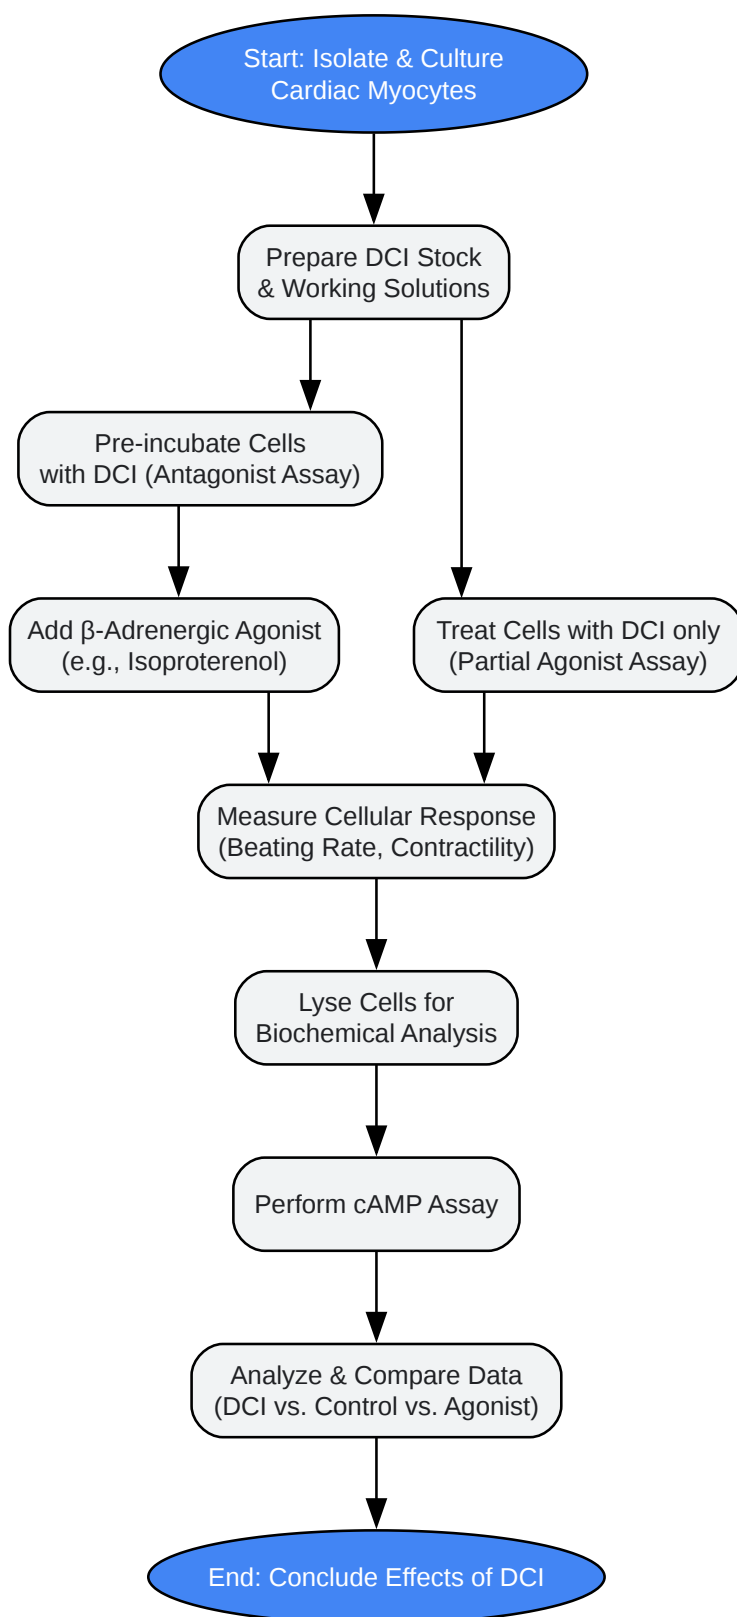 Start: Isolate & Culture
Cardiac Myocytes
Prepare DCI Stock
& Working Solutions
Pre-incubate Cells
with DCI (Antagonist Assay)
Add β-Adrenergic Agonist
(e.g., Isoproterenol)
Treat Cells with DCI only
(Partial Agonist Assay)
Measure Cellular Response
(Beating Rate, Contractility)
Lyse Cells for
Biochemical Analysis
Perform cAMP Assay
Analyze & Compare Data
(DCI vs. Control vs. Agonist)
End: Conclude Effects of DCI